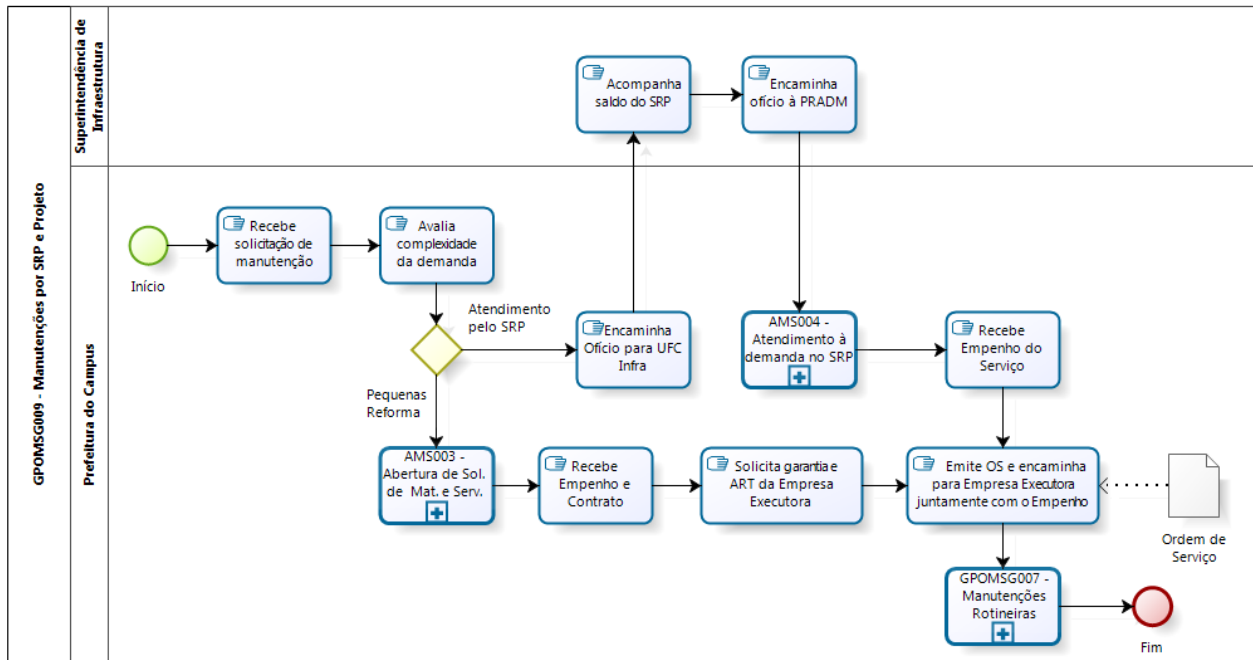 GPOMSG009 - Manutenções por SRP e Projeto
Superintendência de
Infraestrutura
Acompanha
saldo do SRP
Encaminha
ofício à PRADM
Prefeitura do Campus
Início
Recebe
solicitação de
manutenção
Avalia
complexidade
da demanda
Atendimento
pelo SRP
Encaminha
Ofício para UFC
Infra
AMS004 -
Atendimento à
demanda no SRP
Recebe
Empenho do
Serviço
Pequenas
Reforma
AMS003 -
Abertura de Sol.
de Mat. e Serv.
Recebe
Empenho e
Contrato
Solicita garantia e
ART da Empresa
Executora
Emite OS e encaminha
para Empresa Executora
juntamente com o Empenho
Ordem de
Serviço
GPOMSG007 -
Manutenções
Rotineiras
Fim